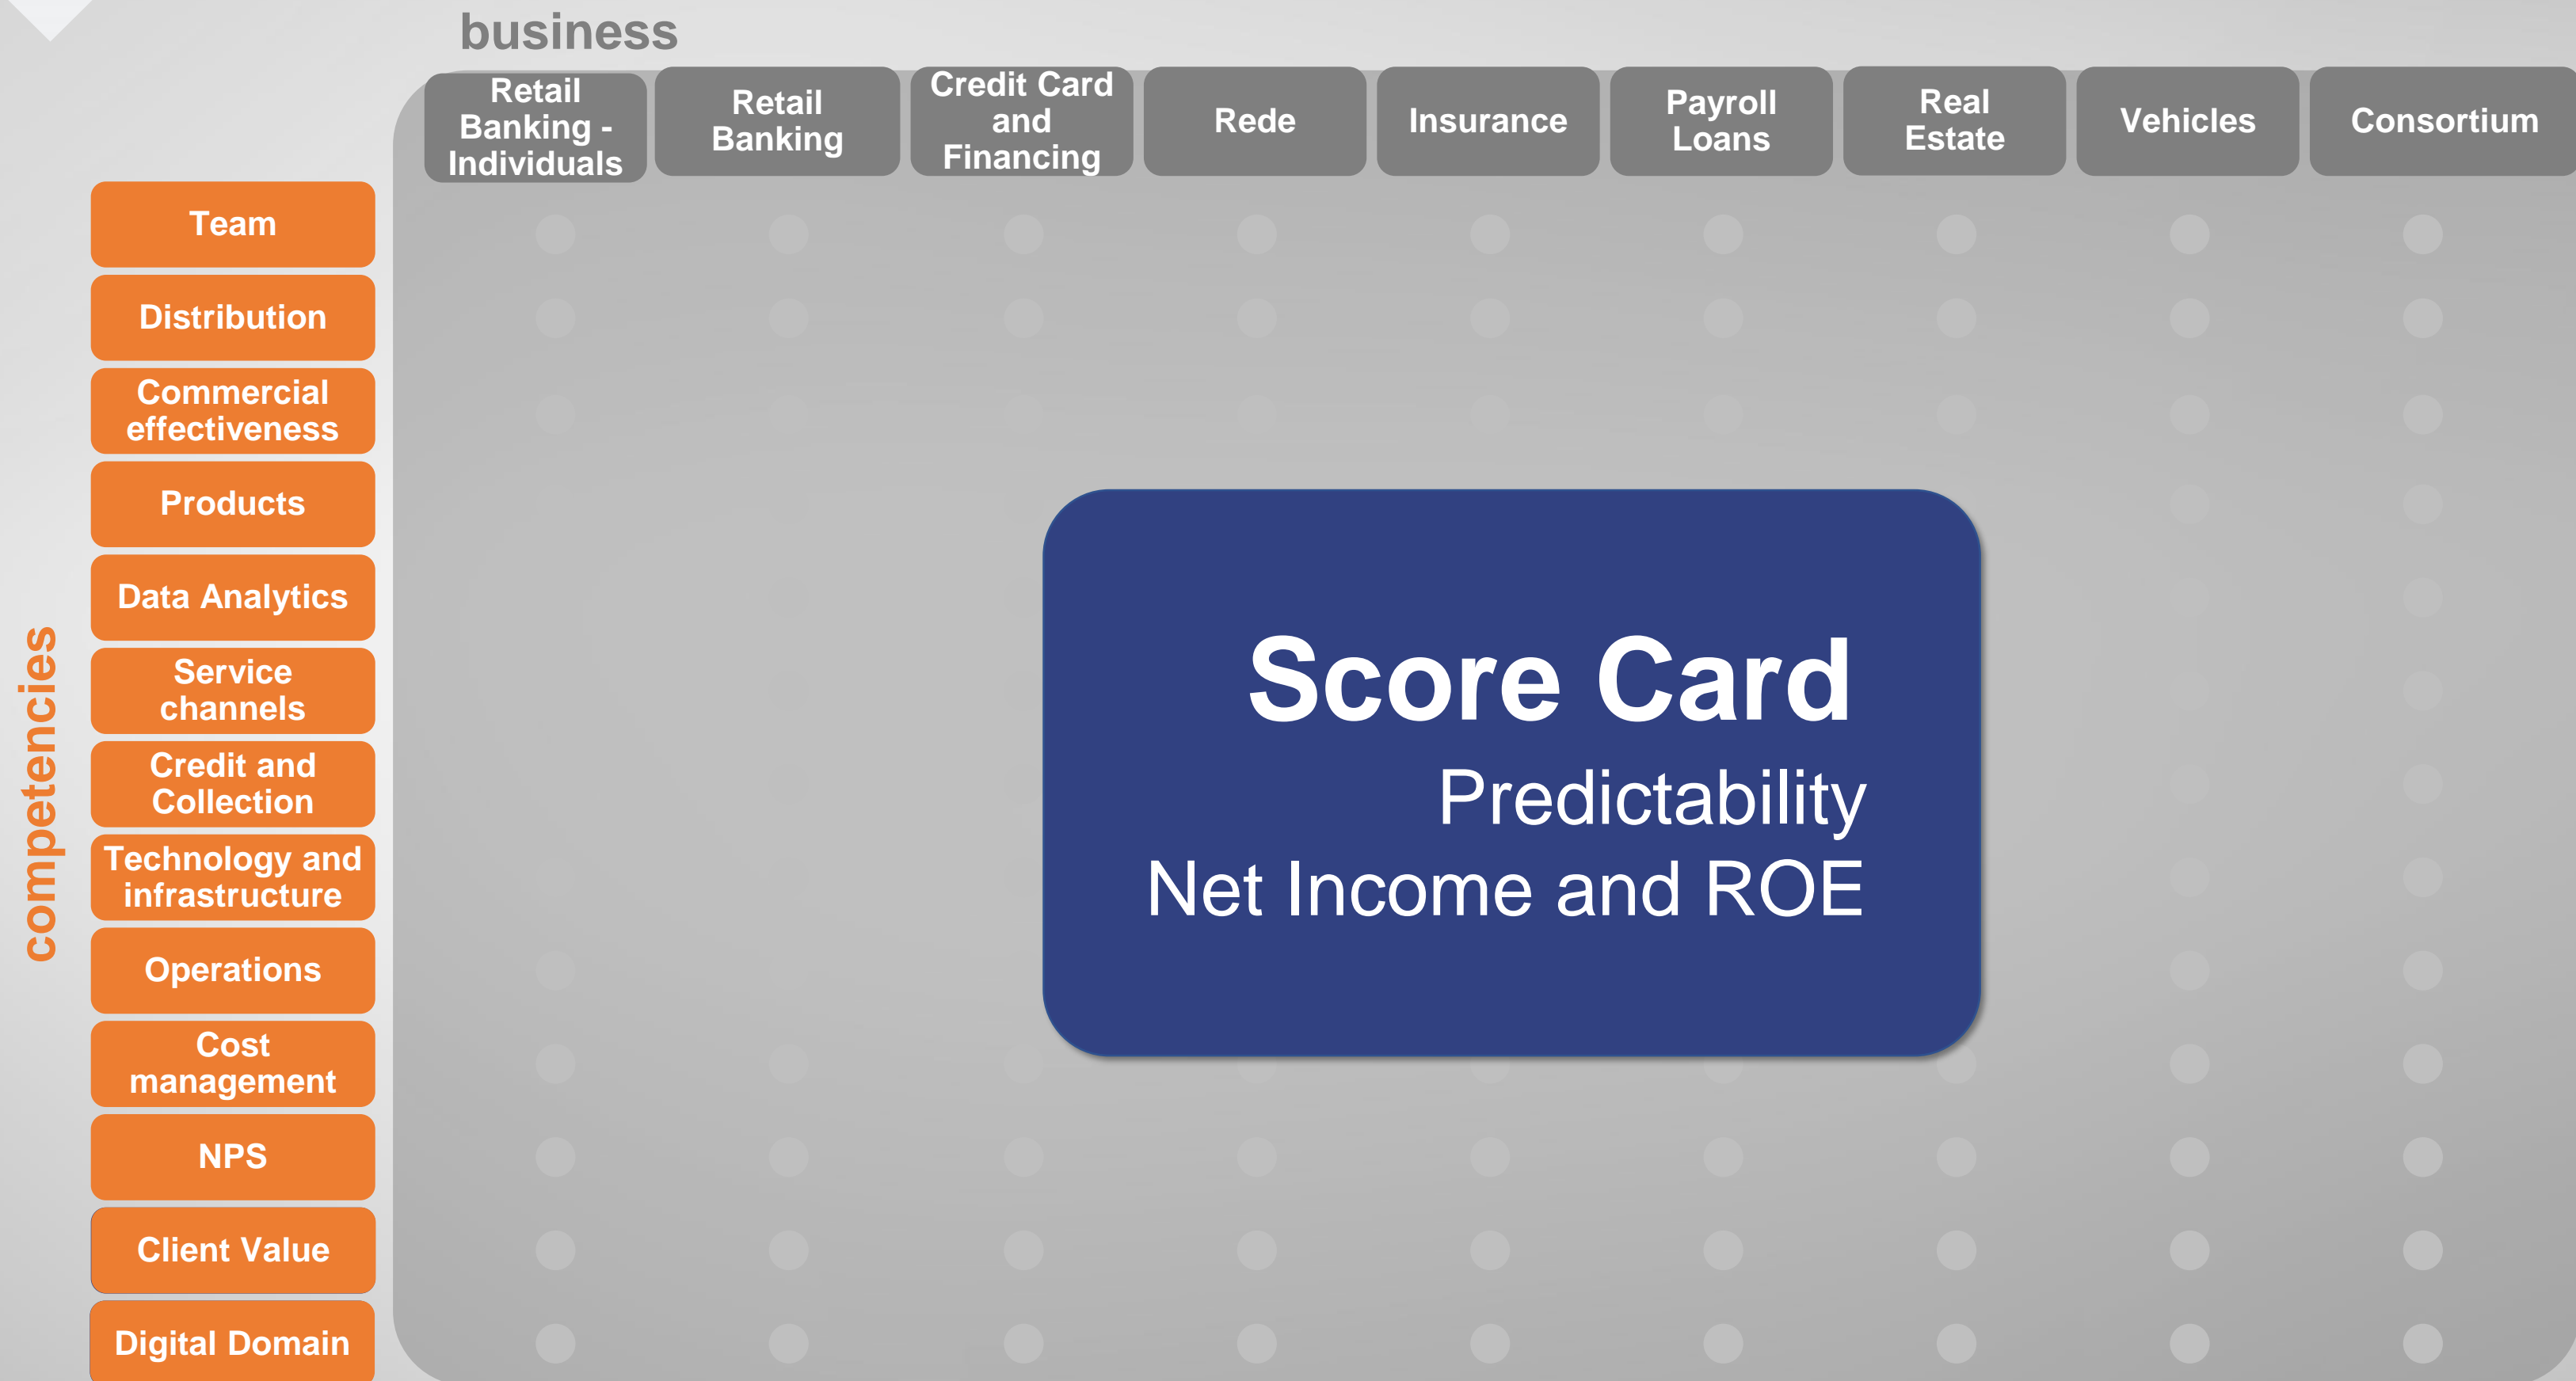 business
Retail
Banking -
Individuals
Retail
Banking
Credit Card
and
Financing
Rede
Insurance
Payroll
Loans
Real
Estate
Vehicles
Consortium
competencies
Team
Distribution
Commercial
effectiveness
Products
Data Analytics
Service
channels
Credit and
Collection
Technology and
infrastructure
Operations
Cost
management
NPS
Client Value
Digital Domain
Score Card
Predictability
Net Income and ROE